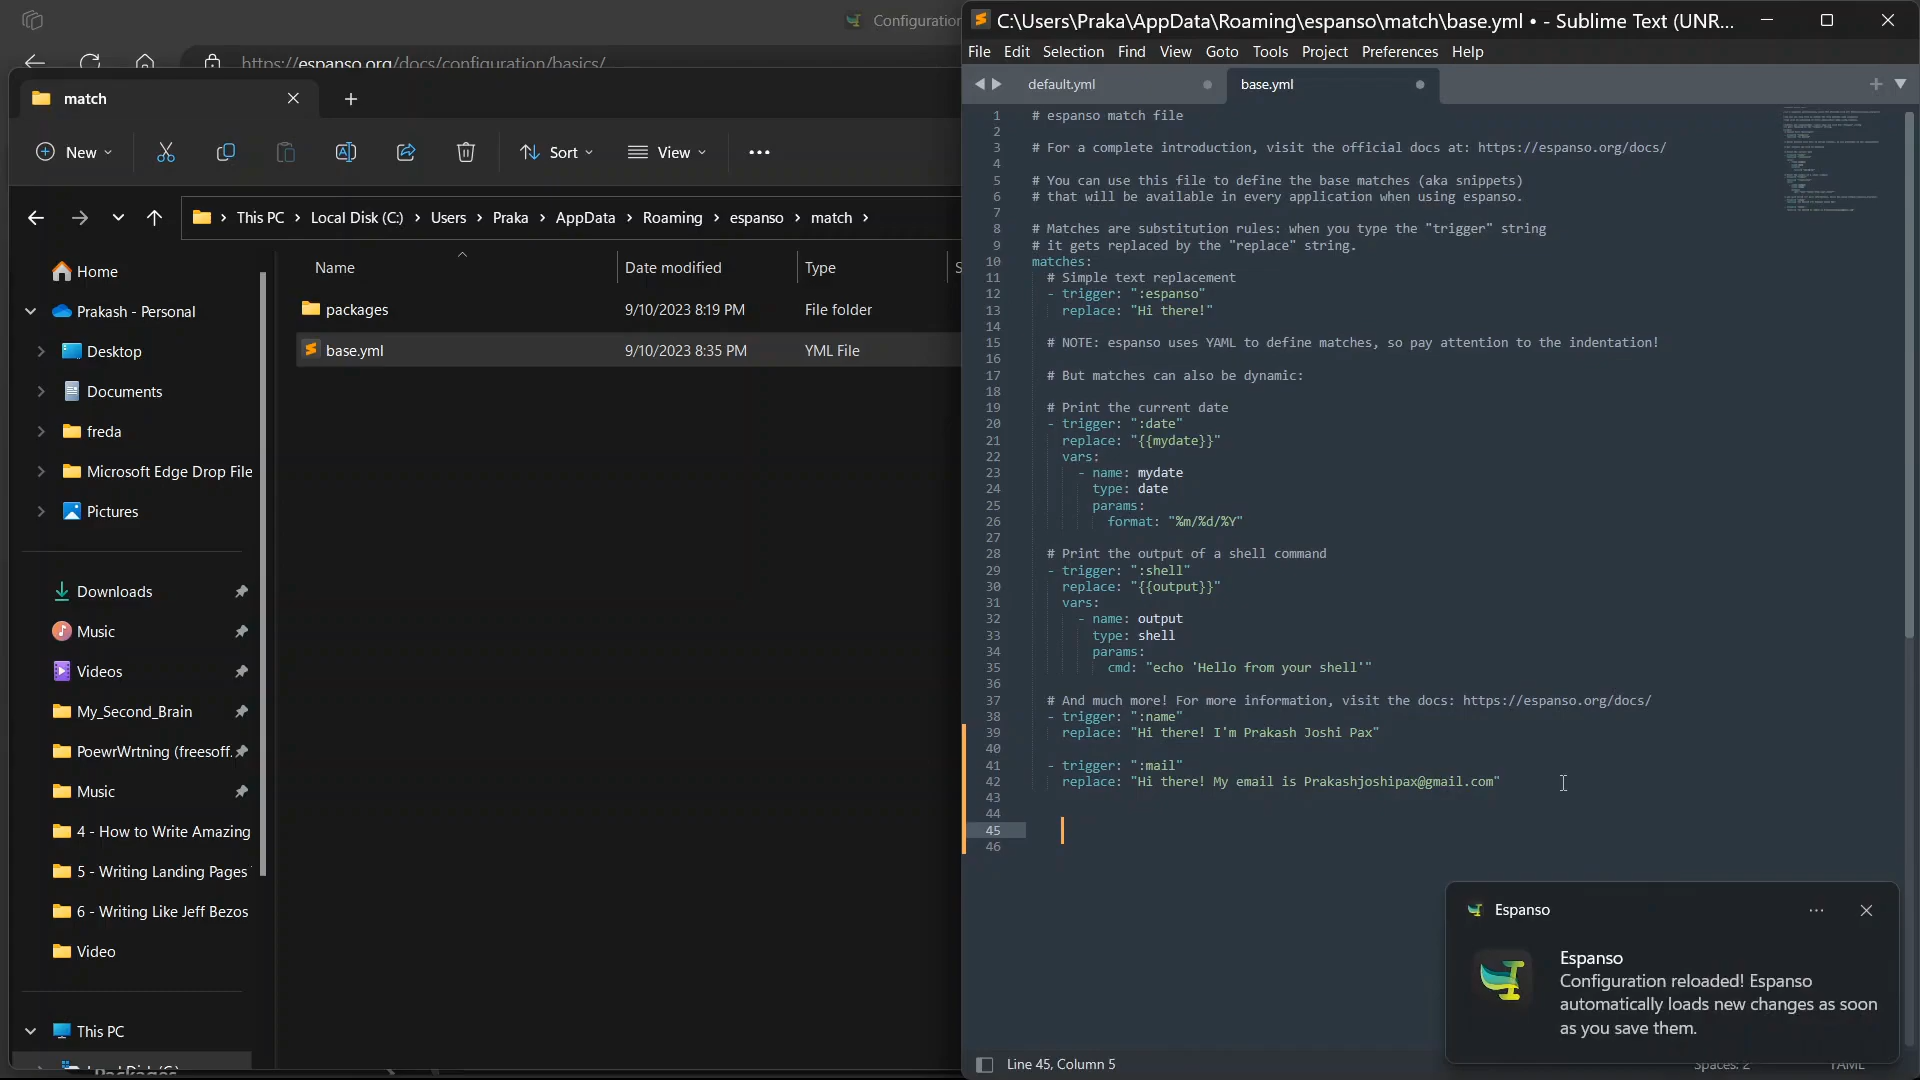 Configuration
https://espanso.org/docs/configuration/basics/
match
New
Sort
View
This PC > Local Disk (C:) > Users > Praka > AppData > Roaming > espanso > match >
Name
Date modified
Type
packages
9/10/2023 8:19 PM
File folder
base.yml
9/10/2023 8:35 PM
YML File
Home
Prakash - Personal
Desktop
Documents
freda
Microsoft Edge Drop File
Pictures
Downloads
Music
Videos
My_Second_Brain
PoewrWrtning (freesoff.
Music
4 - How to Write Amazing
5 - Writing Landing Pages
6 - Writing Like Jeff Bezos
Video
This PC
C:\Users\Praka\AppData\Roaming\espanso\match\base.yml • - Sublime Text (UNR...
File Edit Selection Find View Goto Tools Project Preferences Help
default.yml
base.yml
1 # espanso match file
2
3 # For a complete introduction, visit the official docs at: https://espanso.org/docs/
4
5 # You can use this file to define the base matches (aka snippets)
6 # that will be available in every application when using espanso.
7
8 # Matches are substitution rules: when you type the "trigger" string
9 # it gets replaced by the "replace" string.
10 matches:
11 # Simple text replacement
12 - trigger: ":espanso"
13 replace: "Hi there!"
14
15 # NOTE: espanso uses YAML to define matches, so pay attention to the indentation!
16
17 # But matches can also be dynamic:
18
19 # Print the current date
20 - trigger: ":date"
21 replace: "{{mydate}}"
22 vars:
23 - name: mydate
24 type: date
25 params:
26 format: "%m/%d/%Y"
27
28 # Print the output of a shell command
29 - trigger: ":shell"
30 replace: "{{output}}"
31 vars:
32 - name: output
33 type: shell
34 params:
35 cmd: "echo 'Hello from your shell'"
36
37 # And much more! For more information, visit the docs: https://espanso.org/docs/
38 - trigger: ":name"
39 replace: "Hi there! I'm Prakash Joshi Pax"
40
41 - trigger: ":mail"
42 replace: "Hi there! My email is Prakashjoshipax@gmail.com"
43
44
45
46
Espanso
Espanso
Configuration reloaded! Espanso
automatically loads new changes as soon
as you save them.
Line 45, Column 5
Spaces: 2
YAML